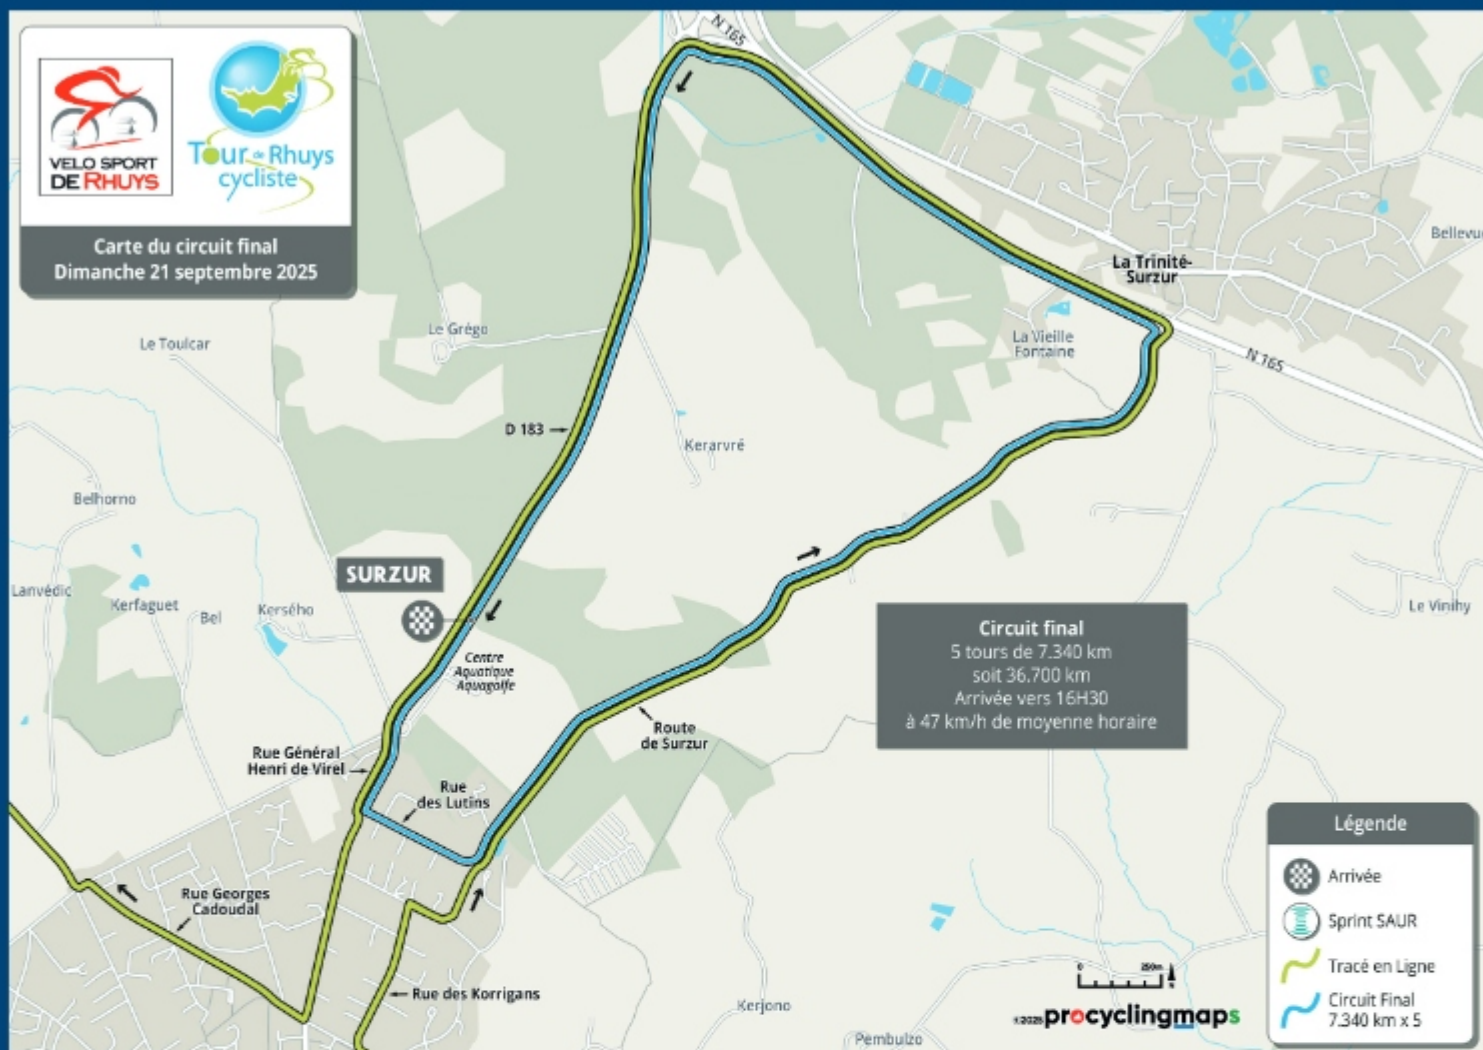 N 165
VELO SPORT
DE RHUYS
Tour de Rhuys
cycliste
Carte du circuit final
Dimanche 21 septembre 2025
Bellevue
La Trinité-
Surzur
La Vieille
Fontaine
N 165
Le Grégo
Le Toulcar
D 183
Kerarvré
Belhorno
SURZUR
Lanvédic
Kerfaguet
Bel
Kersého
Le Vinihy
Centre
Aquatique
Aquagolfe
Circuit final
5 tours de 7.340 km
soit 36.700 km
Arrivée vers 16H30
à 47 km/h de moyenne horaire
Route
de Surzur
Rue Général
Henri de Virel
Rue
des Lutins
Rue Georges
Cadoudal
Rue des Korrigans
Kerjono
Pembulzo
Légende
Arrivée
Sprint SAUR
Tracé en Ligne
Circuit Final
7.340 km x 5
0 250m
©2025 procyclingmaps